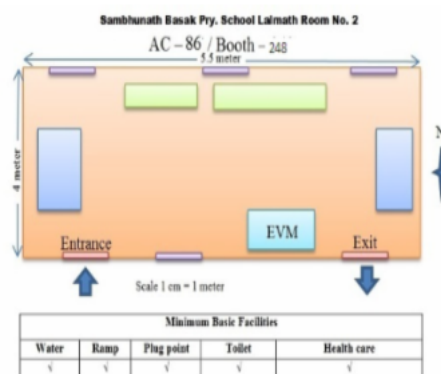 Sambhunath Basak Pry. School Lalmath Room No. 2
AC – 86 / Booth – 248
5.5 meter
4 meter
N
EVM
Entrance
Exit
Scale 1 cm = 1 meter
Minimum Basic Facilities
Water Ramp Plug point Toilet Health care
√ √ √ √ √